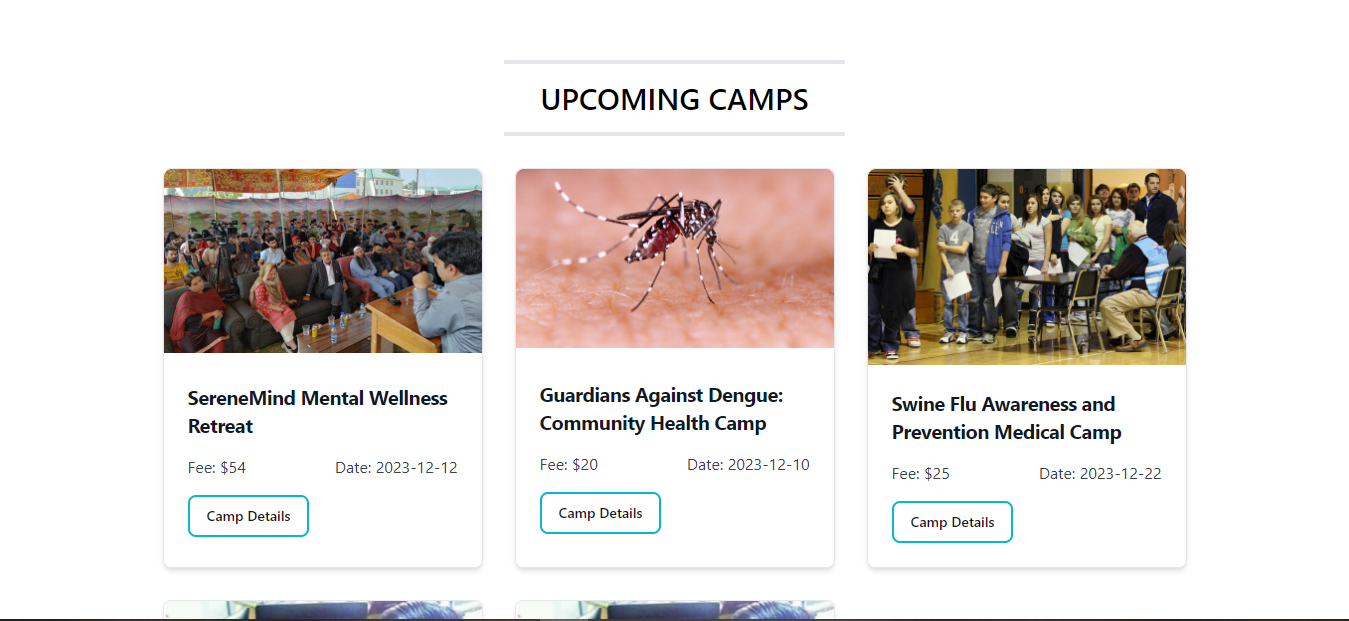 UPCOMING CAMPS
SereneMind Mental Wellness
Retreat
Fee: $54 Date: 2023-12-12
Camp Details
Guardians Against Dengue:
Community Health Camp
Fee: $20 Date: 2023-12-10
Camp Details
Swine Flu Awareness and
Prevention Medical Camp
Fee: $25 Date: 2023-12-22
Camp Details